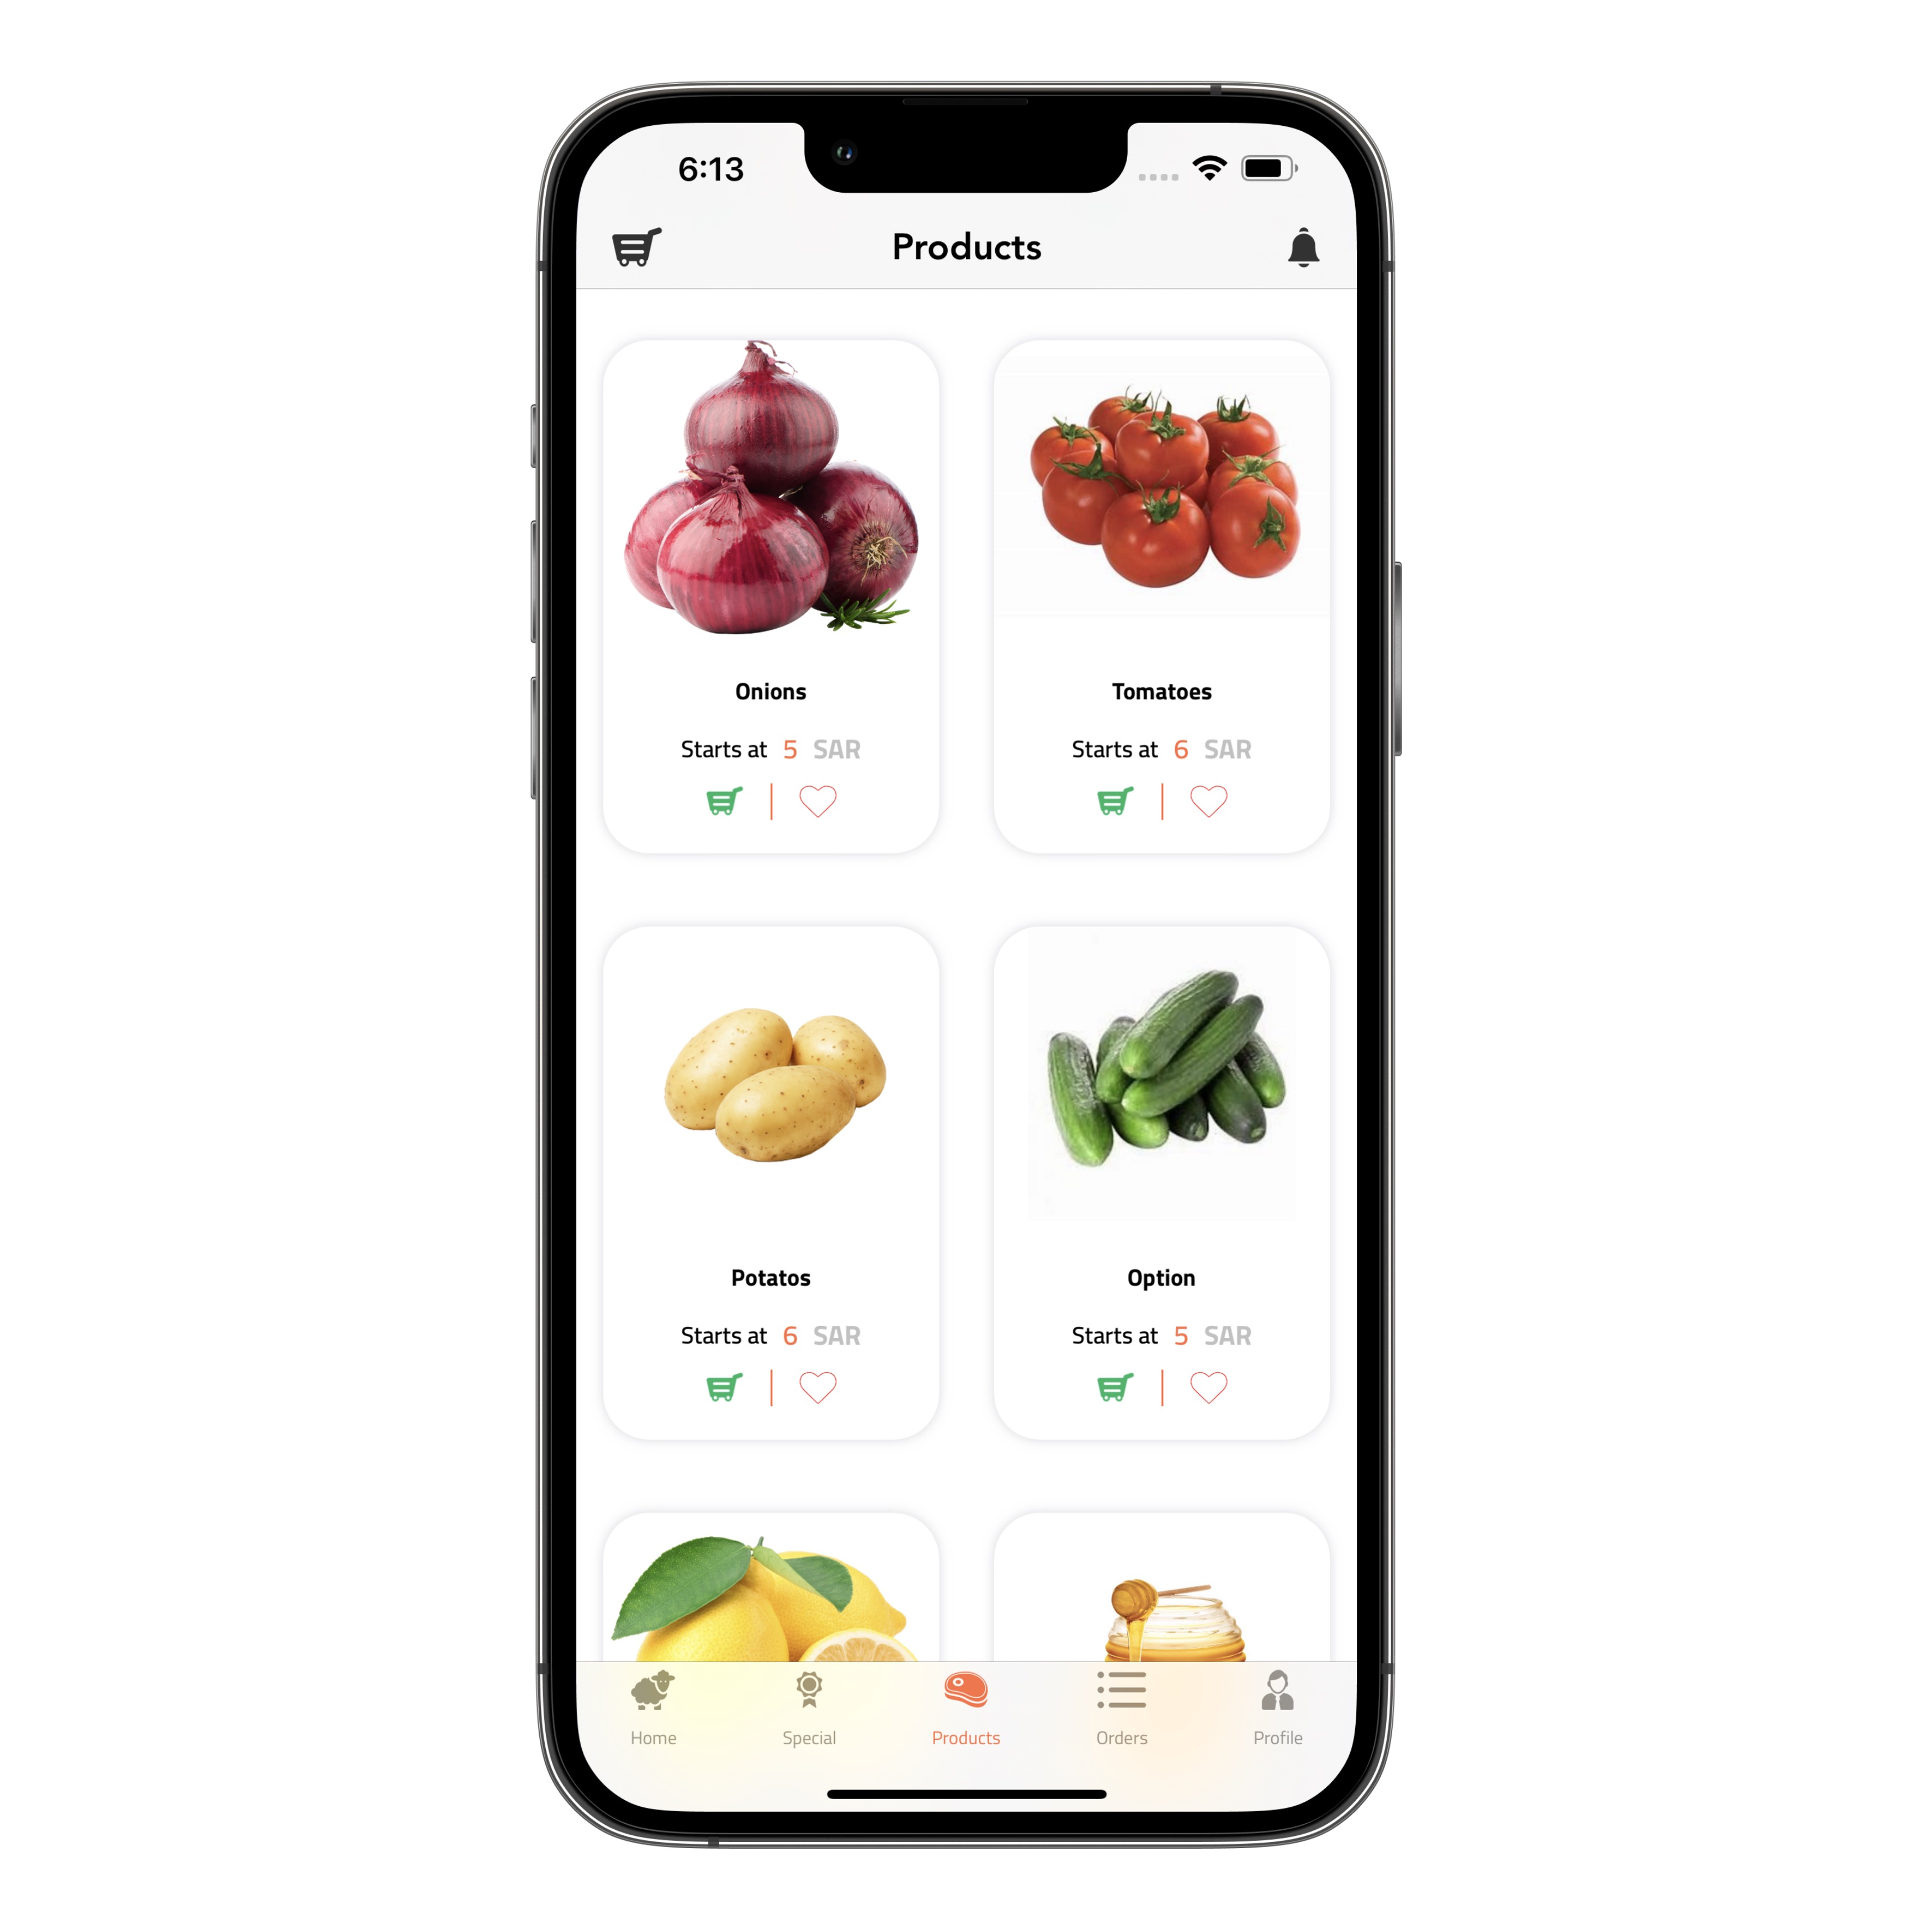 6:13
Products
Onions
Starts at 5 SAR
Tomatoes
Starts at 6 SAR
Potatos
Starts at 6 SAR
Option
Starts at 5 SAR
Home
Special
Products
Orders
Profile